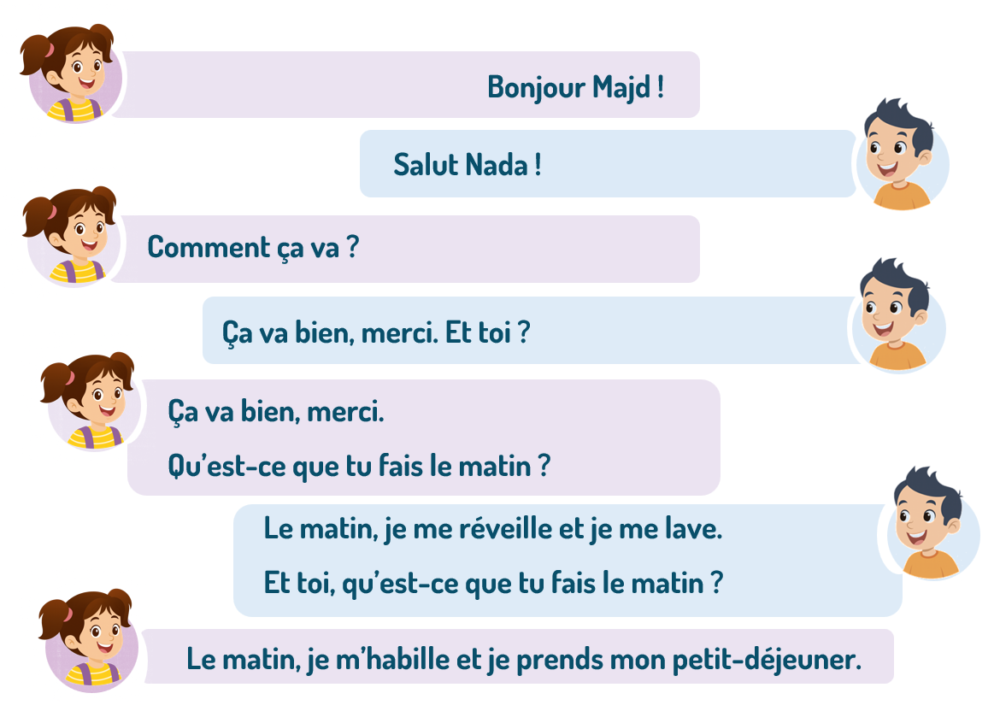 Bonjour Majd !
Salut Nada !
Comment ça va ?
Ça va bien, merci. Et toi ?
Ça va bien, merci.
Qu’est-ce que tu fais le matin ?
Le matin, je me réveille et je me lave.
Et toi, qu’est-ce que tu fais le matin ?
Le matin, je m’habille et je prends mon petit-déjeuner.